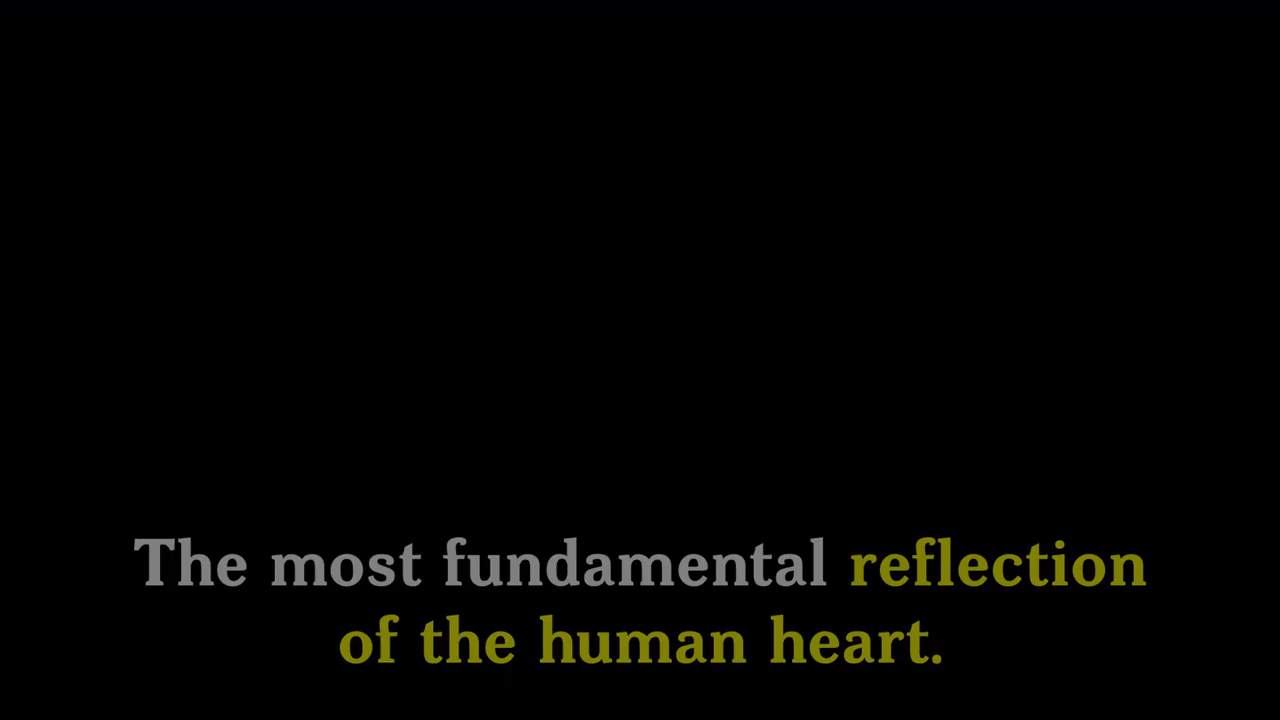 The most fundamental reflection
of the human heart.